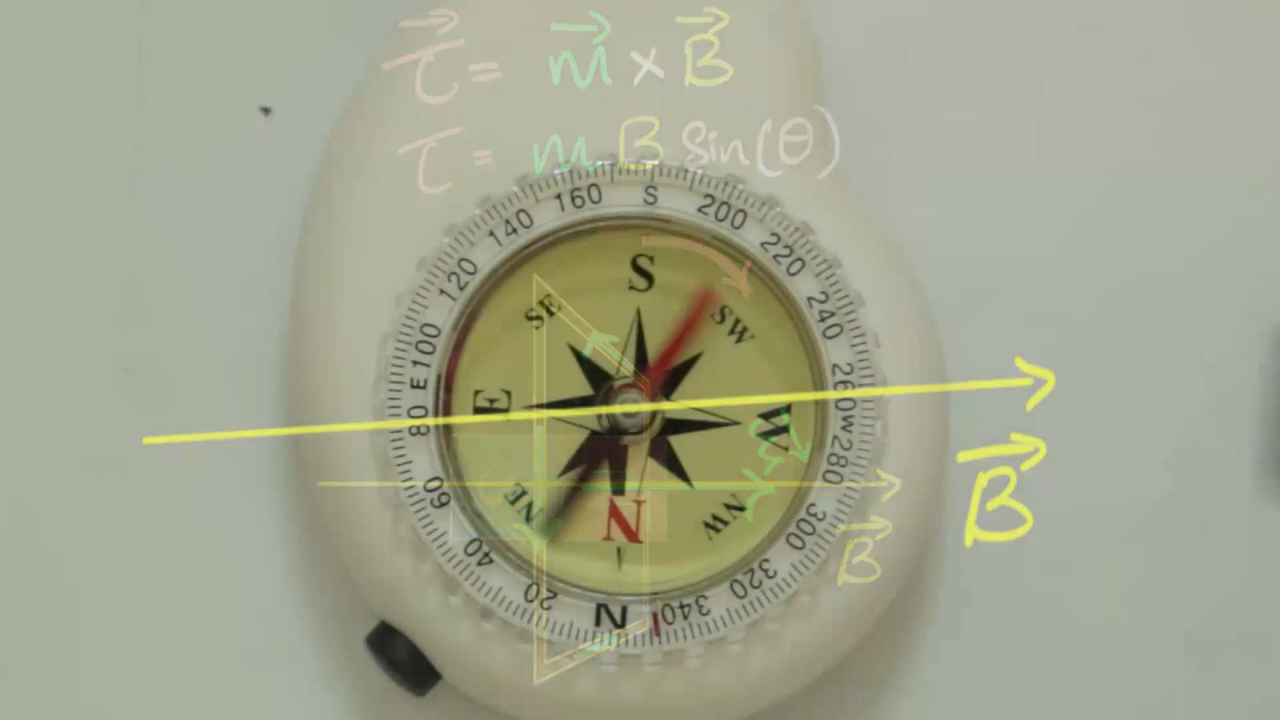 τ⃗ = m⃗ × B⃗
τ = m B Sin(θ)
160 S 200
140 220
120 240
100 260
E W
80 280
60 300
40 320
20 N 340
S
SE SW
E W
NE NW
N
B⃗
B⃗